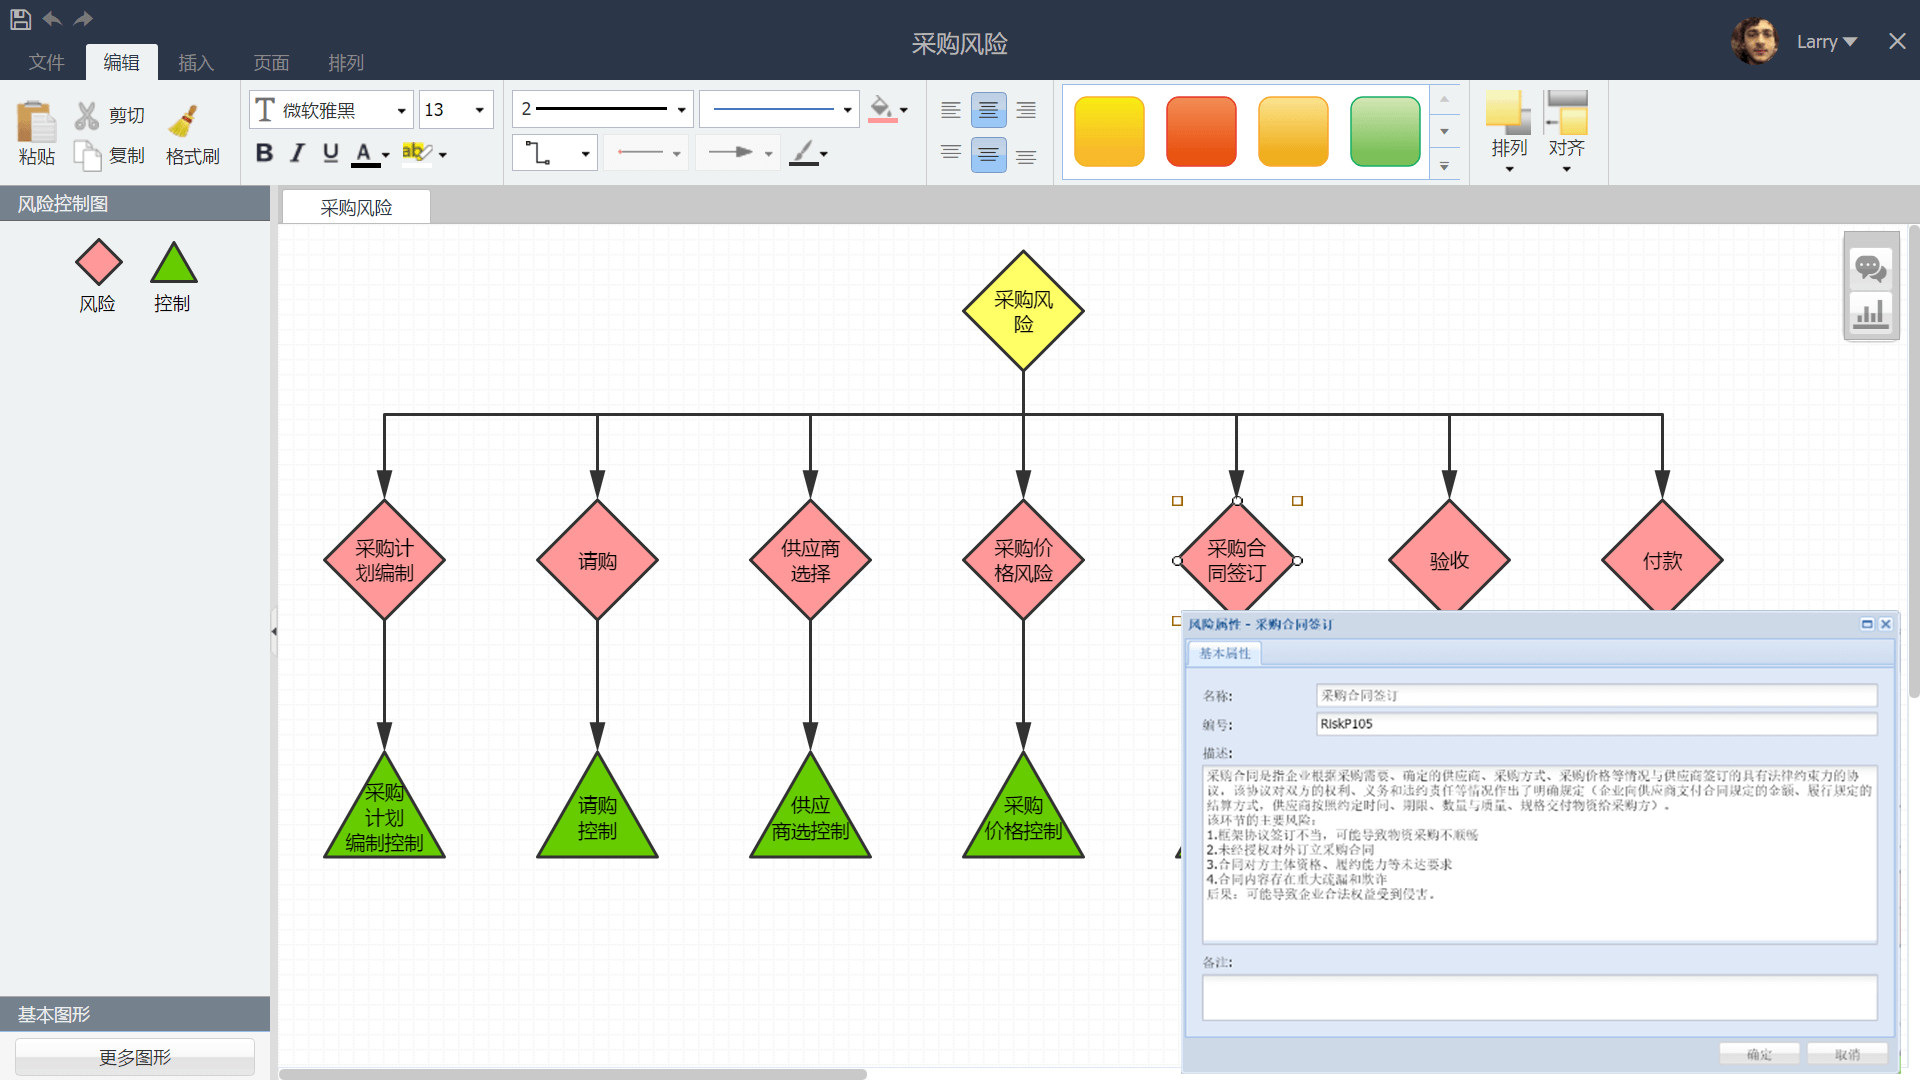 采购风险
Larry
文件
编辑
插入
页面
排列
粘贴
剪切
复制
格式刷
T 微软雅黑
13
B I U A ab
2
排列
对齐
风险控制图
风险
控制
基本图形
更多图形
采购风险
采购风
险
采购计
划编制
请购
供应商
选择
采购价
格风险
采购合
同签订
验收
付款
采购
计划
编制控制
请购
控制
供应
商选控制
采购
价格控制
风险属性 - 采购合同签订
基本属性
名称:
采购合同签订
编号:
RiskP105
描述:
采购合同是指企业根据采购需要、确定的供应商、采购方式、采购价格等情况与供应商签订的具有法律约束力的协
议，该协议对双方的权利、义务和违约责任等情况作出了明确规定（企业向供应商支付合同规定的金额、履行规定的
结算方式，供应商按照约定时间、期限、数量与质量、规格交付物资给采购方）。
该环节的主要风险：
1.框架协议签订不当，可能导致物资采购不顺畅
2.未经授权对外订立采购合同
3.合同对方主体资格、履约能力等未达要求
4.合同内容存在重大疏漏和欺诈
后果：可能导致企业合法权益受到侵害。
备注:
确定
取消